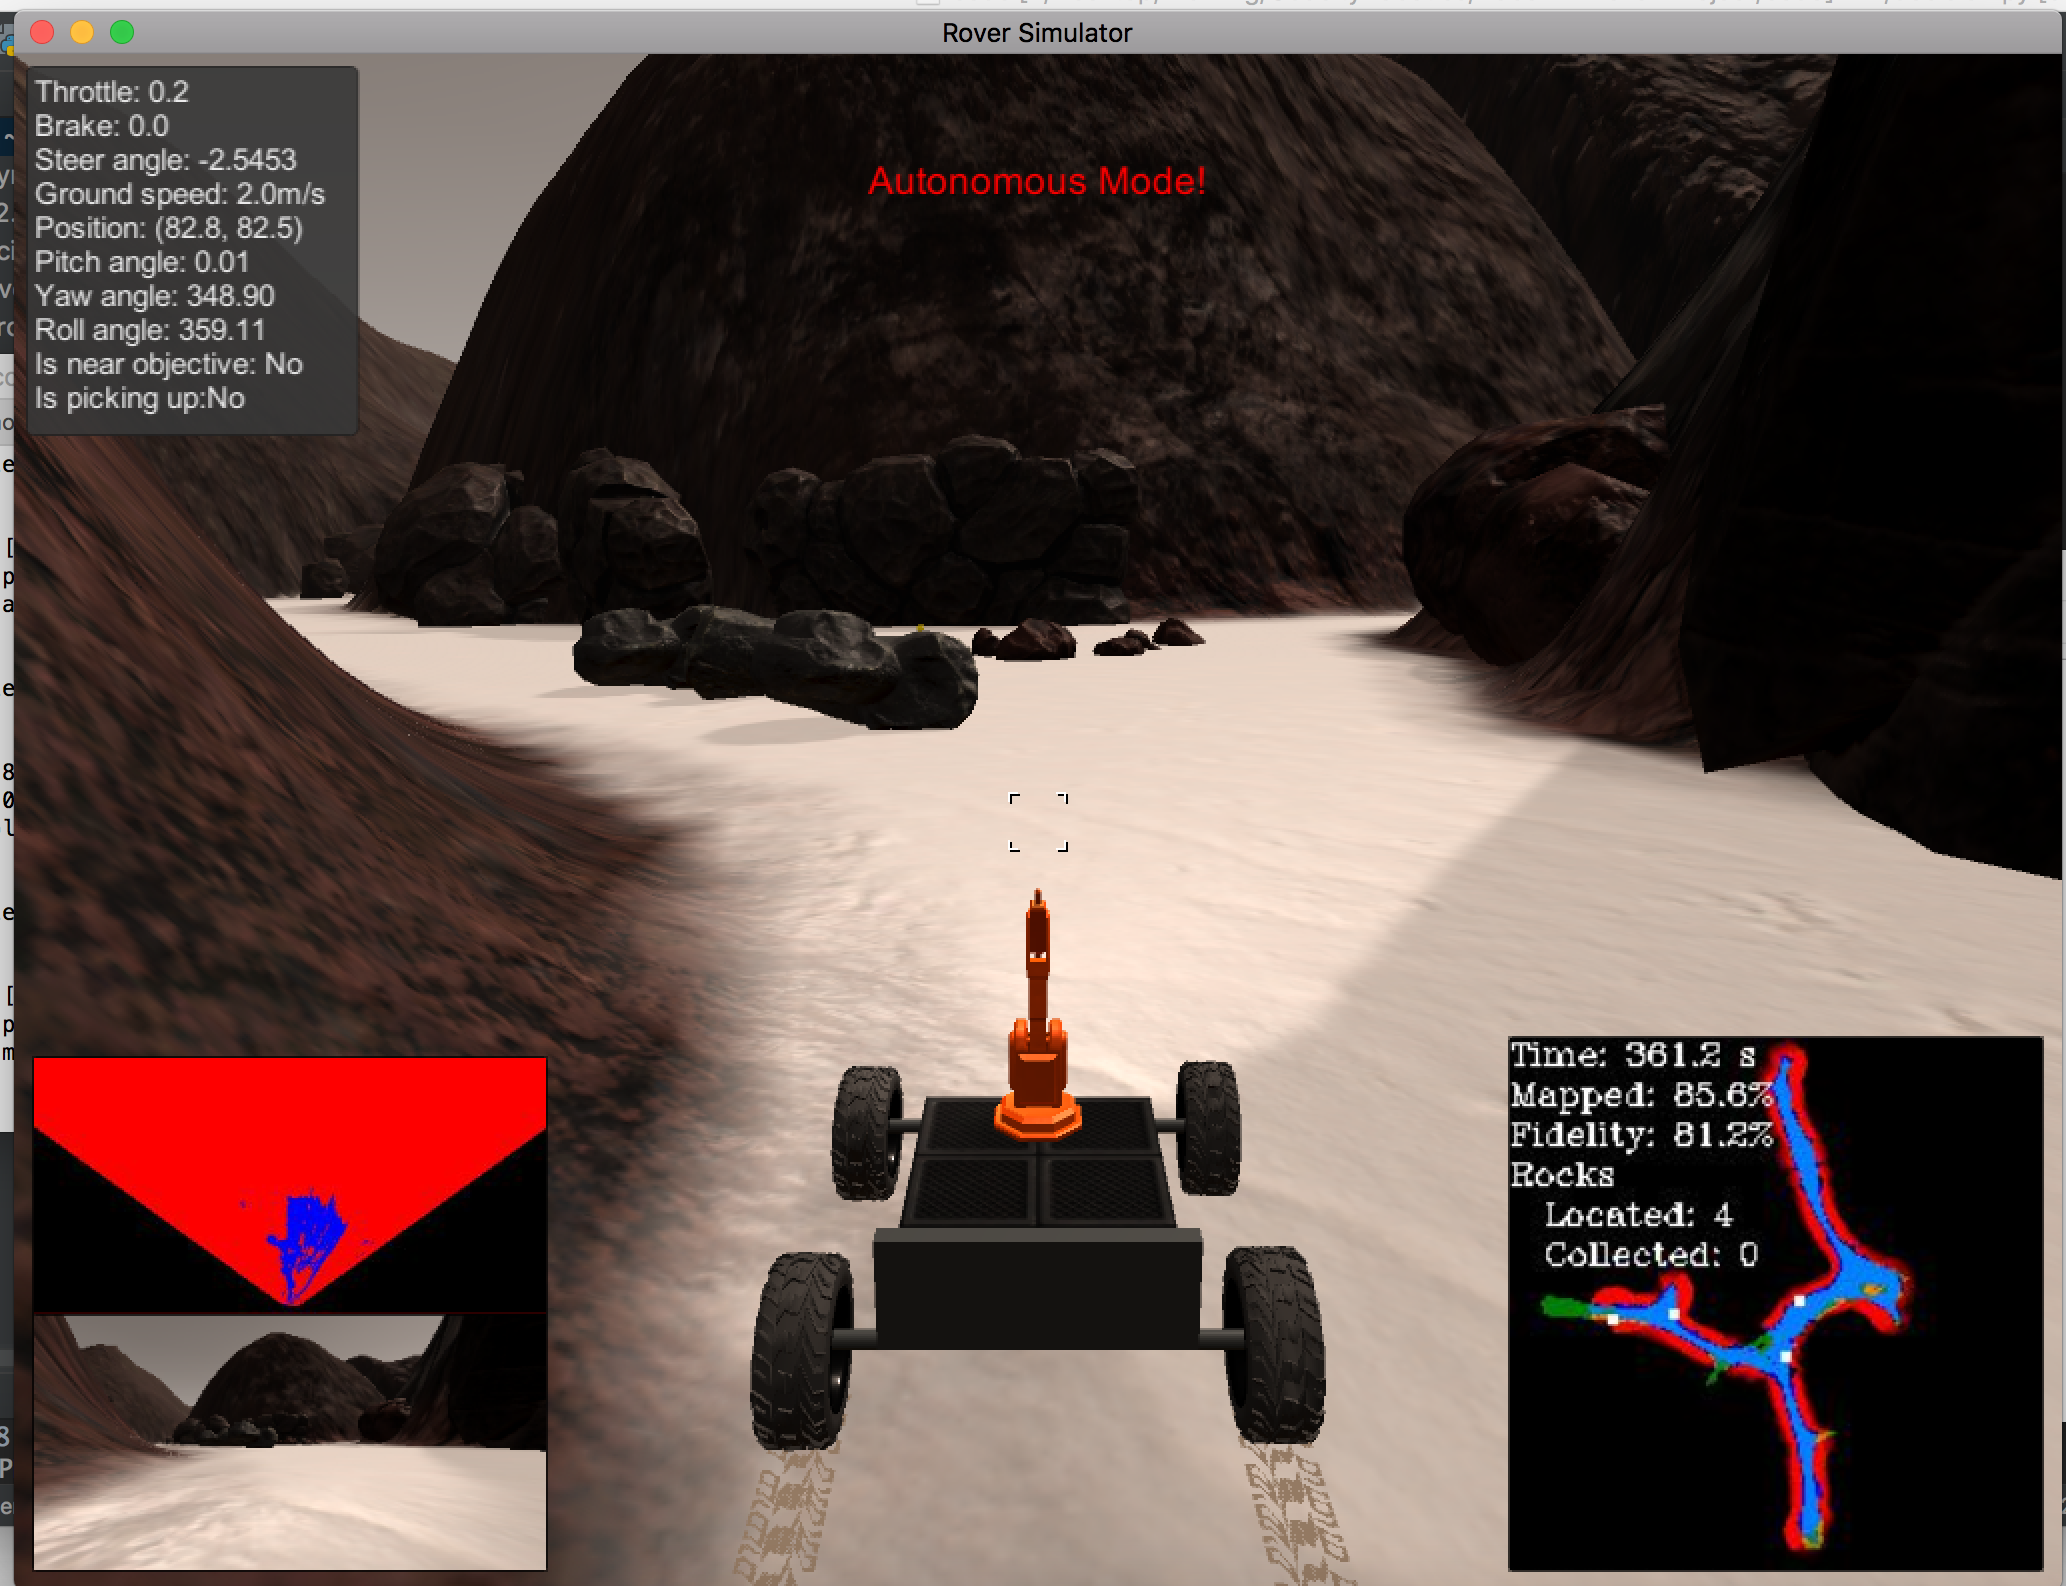 Rover Simulator
Throttle: 0.2
Brake: 0.0
Steer angle: -2.5453
Ground speed: 2.0m/s
Position: (82.8, 82.5)
Pitch angle: 0.01
Yaw angle: 348.90
Roll angle: 359.11
Is near objective: No
Is picking up:No
Autonomous Mode!
Time: 361.2 s
Mapped: 85.6%
Fidelity: 81.2%
Rocks
Located: 4
Collected: 0